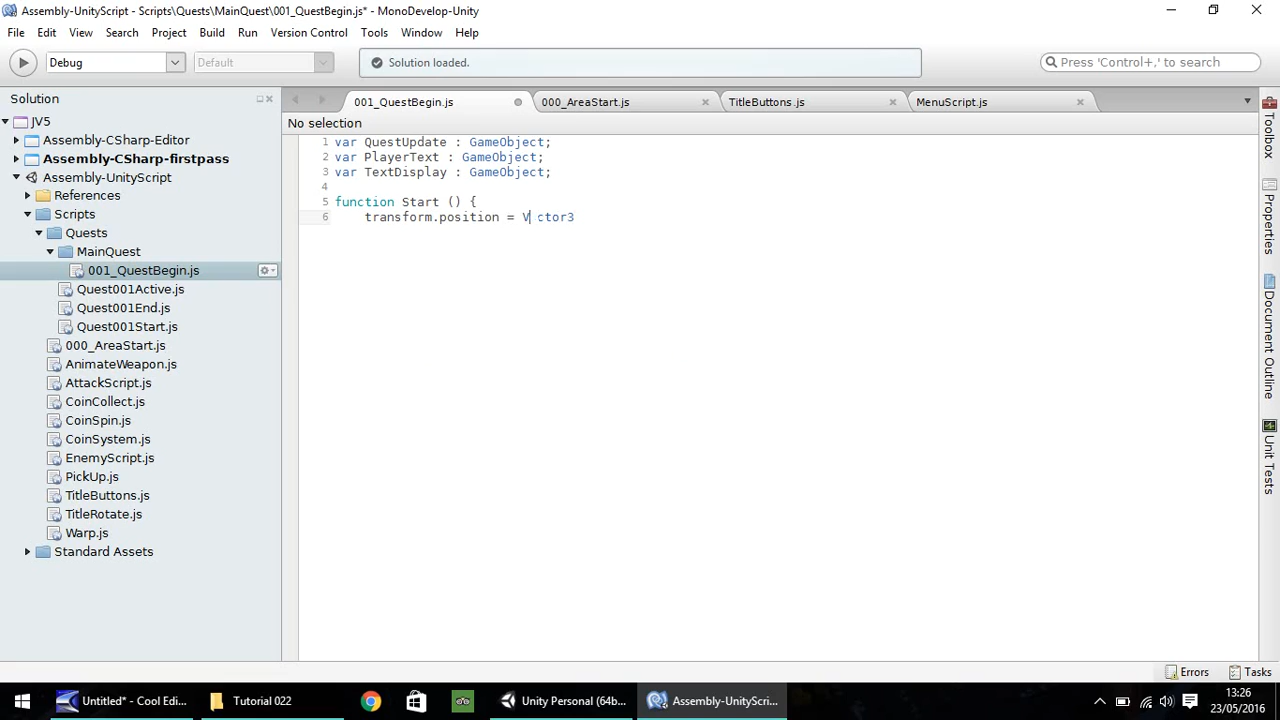 Assembly-UnityScript - Scripts\Quests\MainQuest\001_QuestBegin.js* - MonoDevelop-Unity
File Edit View Search Project Build Run Version Control Tools Window Help
Debug Default Solution loaded. Press 'Control+,' to search
Solution
001_QuestBegin.js 000_AreaStart.js TitleButtons.js MenuScript.js
No selection
JV5
Assembly-CSharp-Editor
Assembly-CSharp-firstpass
Assembly-UnityScript
References
Scripts
Quests
MainQuest
001_QuestBegin.js
Quest001Active.js
Quest001End.js
Quest001Start.js
000_AreaStart.js
AnimateWeapon.js
AttackScript.js
CoinCollect.js
CoinSpin.js
CoinSystem.js
EnemyScript.js
PickUp.js
TitleButtons.js
TitleRotate.js
Warp.js
Standard Assets
1 var QuestUpdate : GameObject;
2 var PlayerText : GameObject;
3 var TextDisplay : GameObject;
4
5 function Start () {
6 transform.position = V ctor3
Toolbox
Properties
Document Outline
Unit Tests
Errors Tasks
Untitled* - Cool Edi... Tutorial 022 Unity Personal (64b... Assembly-UnityScri...
13:26
23/05/2016